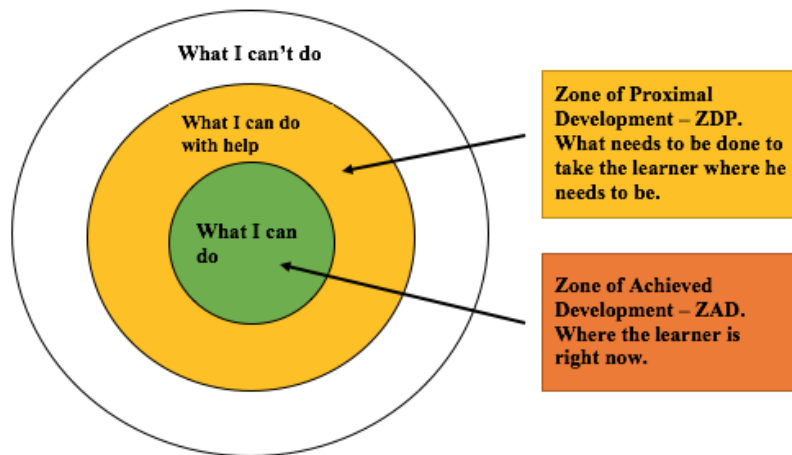 What I can't do
What I can do
with help
What I can
do
Zone of Proximal
Development – ZDP.
What needs to be done to
take the learner where he
needs to be.
Zone of Achieved
Development – ZAD.
Where the learner is
right now.